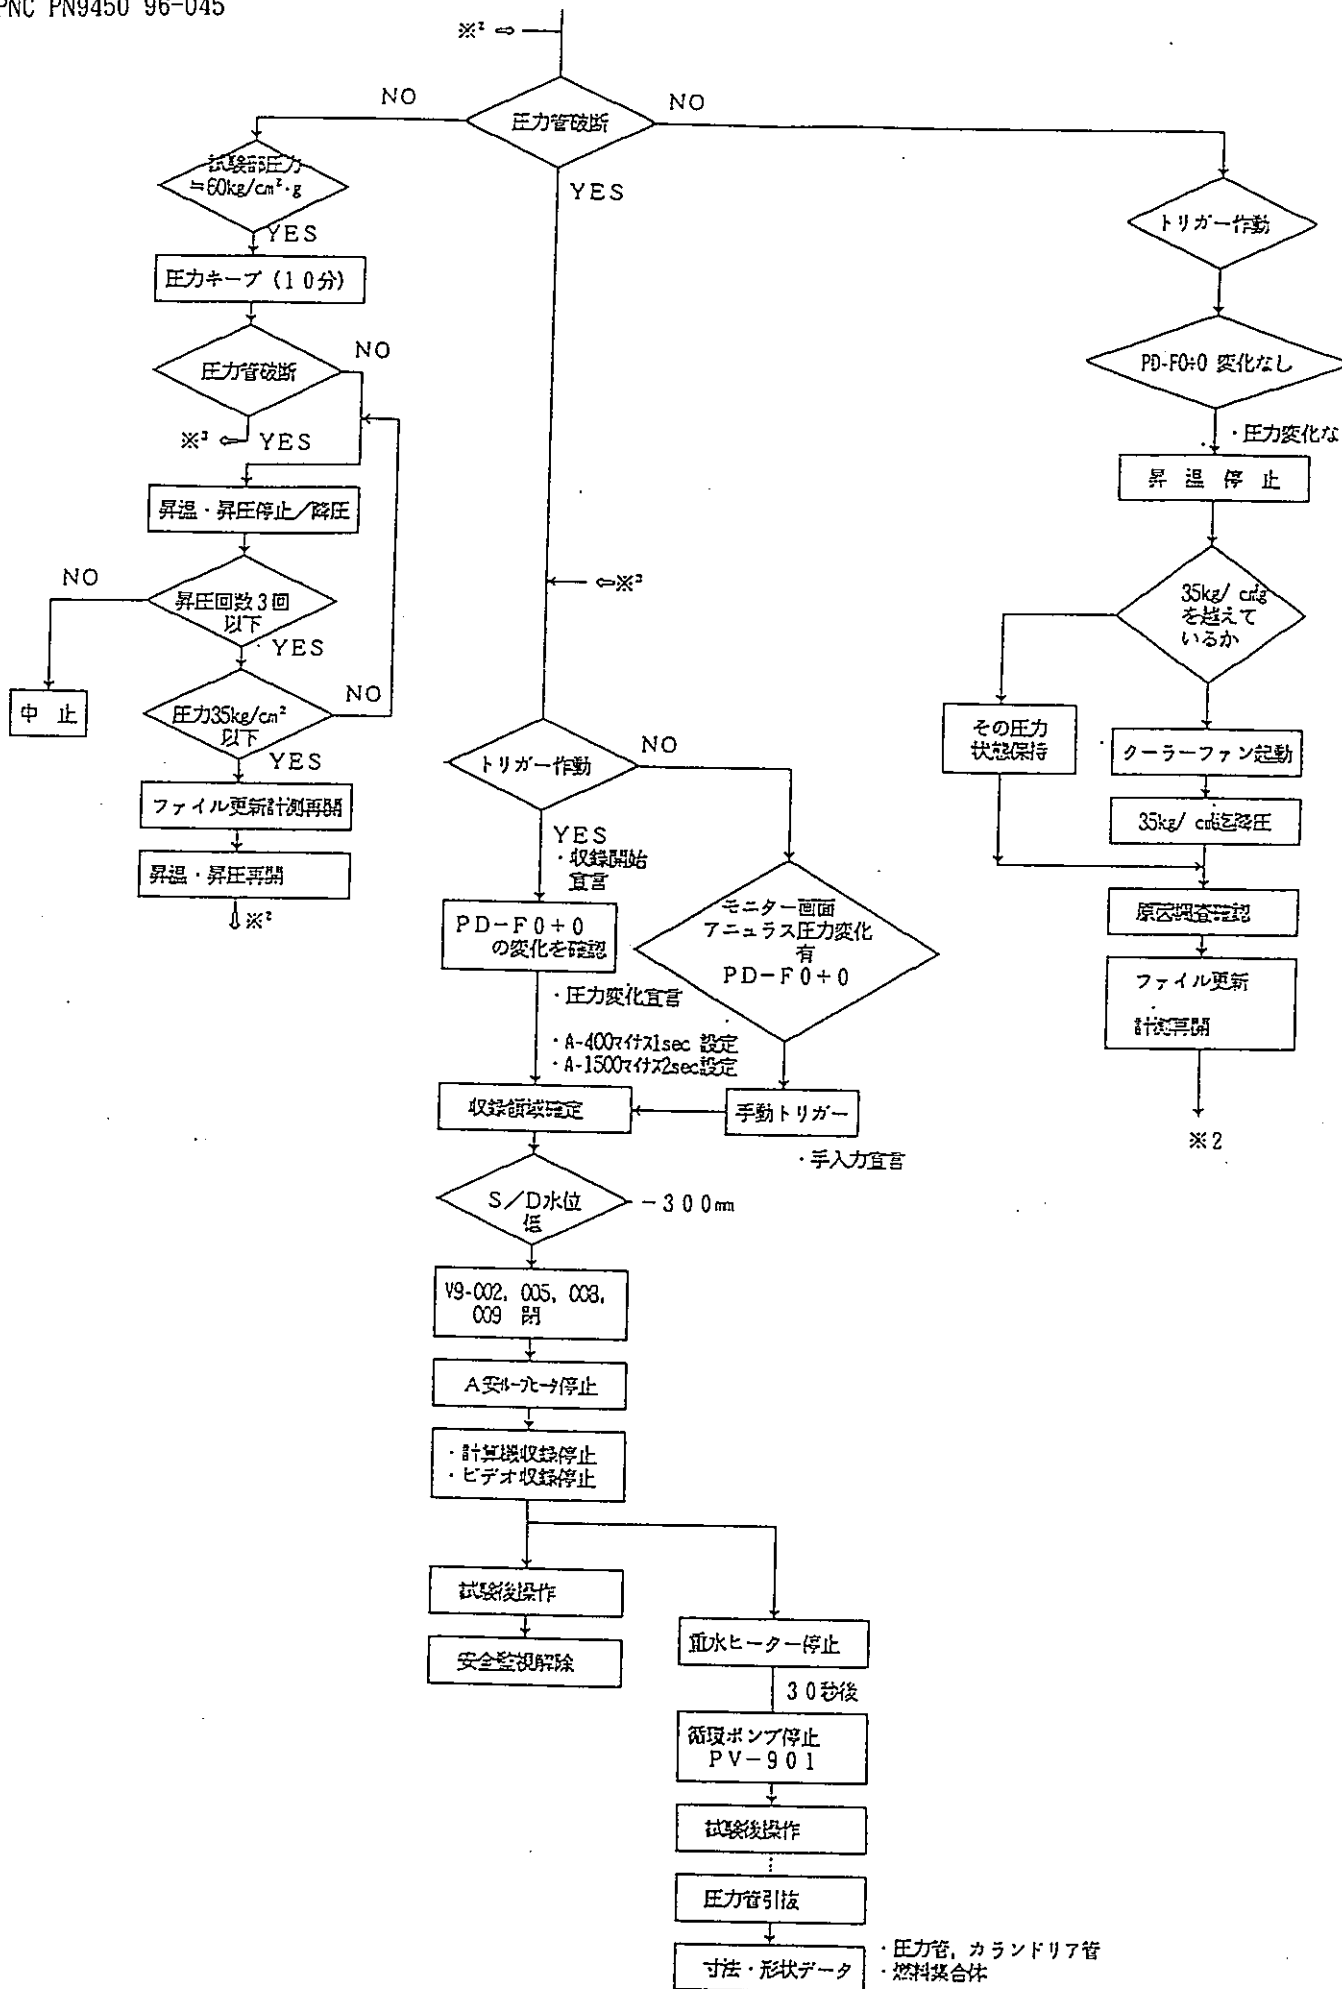 PNC PN9450 96-045
※² ⇨
圧力管破断
NO
NO
YES
試験部圧力
≒60kg/cm²·g
YES
圧力キープ (10分)
圧力管破断
NO
※³ ⇦ YES
昇温・昇圧停止/降圧
昇圧回数3回
以下
NO
YES
中 止
圧力35kg/cm²
以下
NO
YES
ファイル更新計測再開
昇温・昇圧再開
⇩※²
⇦※³
トリガー作動
NO
YES
・収録開始
宣言
PD-F0+0
の変化を確認
・圧力変化宣言
・A-400マイナス1sec 設定
・A-1500マイナス2sec設定
モニター画面
アニュラス圧力変化
有
PD-F0+0
手動トリガー
・手入力宣言
収録領域確定
S/D水位
低
-300mm
V9-002, 005, 008,
009 閉
計算機収録停止
・ビデオ収録停止
試験後操作
安全監視解除
重水ヒーター停止
30秒後
循環ポンプ停止
PV-901
試験後操作
圧力管引抜
寸法・形状データ
・圧力管, カランドリア管
・燃料集合体
トリガー作動
PD-F0+0 変化なし
・圧力変化な
昇 温 停 止
35kg/cm²g
を越えて
いるか
その圧力
状態保持
クーラーファン起動
35kg/cm²迄降圧
原因調査確認
ファイル更新
計測再開
※2